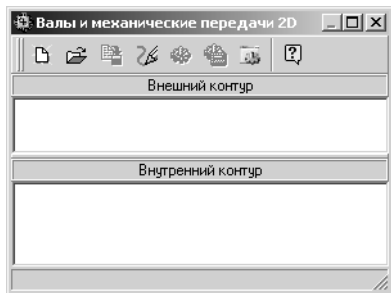 Валы и механические передачи 2D
Внешний контур
Внутренний контур